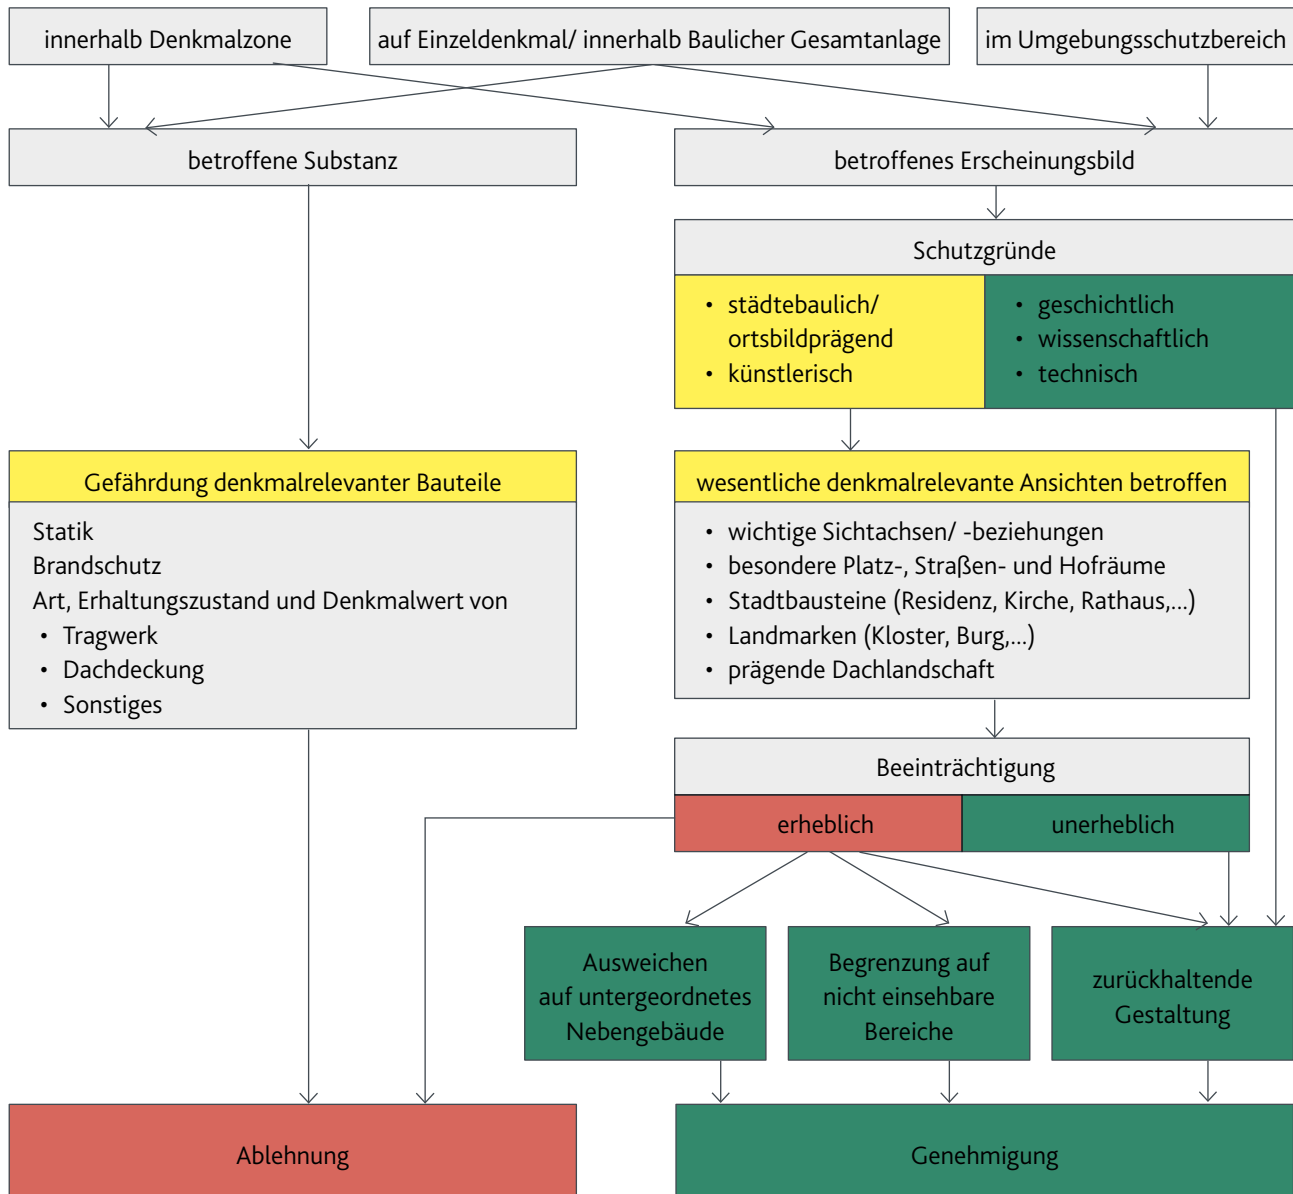 innerhalb Denkmalzone
auf Einzeldenkmal/ innerhalb Baulicher Gesamtanlage
im Umgebungsschutzbereich
betroffene Substanz
betroffenes Erscheinungsbild
Schutzgründe
• städtebaulich/
ortsbildprägend
• künstlerisch
• geschichtlich
• wissenschaftlich
• technisch
Gefährdung denkmalrelevanter Bauteile
Statik
Brandschutz
Art, Erhaltungszustand und Denkmalwert von
• Tragwerk
• Dachdeckung
• Sonstiges
wesentliche denkmalrelevante Ansichten betroffen
• wichtige Sichtachsen/ -beziehungen
• besondere Platz-, Straßen- und Hofräume
• Stadtbausteine (Residenz, Kirche, Rathaus,...)
• Landmarken (Kloster, Burg,...)
• prägende Dachlandschaft
Beeinträchtigung
erheblich
unerheblich
Ausweichen
auf untergeordnetes
Nebengebäude
Begrenzung auf
nicht einsehbare
Bereiche
zurückhaltende
Gestaltung
Ablehnung
Genehmigung